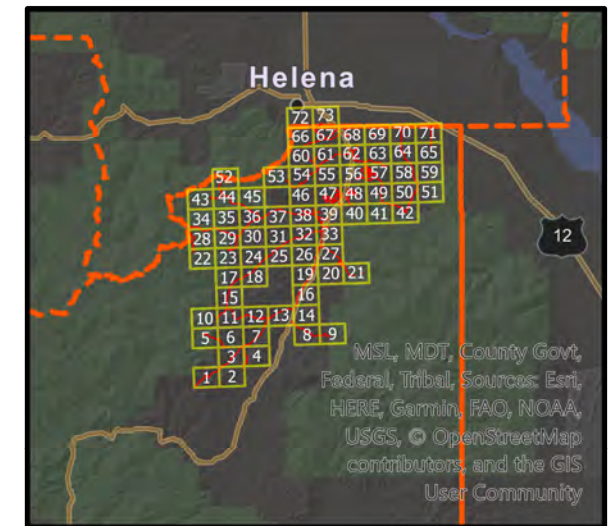 Helena
72 73
66 67 68 69 70 71
60 61 62 63 64 65
52 53 54 55 56 57 58 59
43 44 45 46 47 48 49 50 51
34 35 36 37 38 39 40 41 42
28 29 30 31 32 33
12
22 23 24 25 26 27
17 18 19 20 21
15 16
10 11 12 13 14
5 6 7 8 9
3 4
1 2
MSL, MDT, County Govt,
Federal, Tribal, Sources: Esri,
HERE, Garmin, FAO, NOAA,
USGS, © OpenStreetMap
contributors, and the GIS
User Community